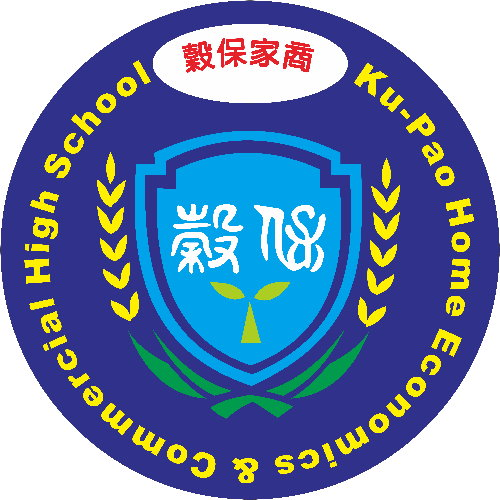 穀保家商
Ku-Pao Home Economics & Commercial High School
穀保